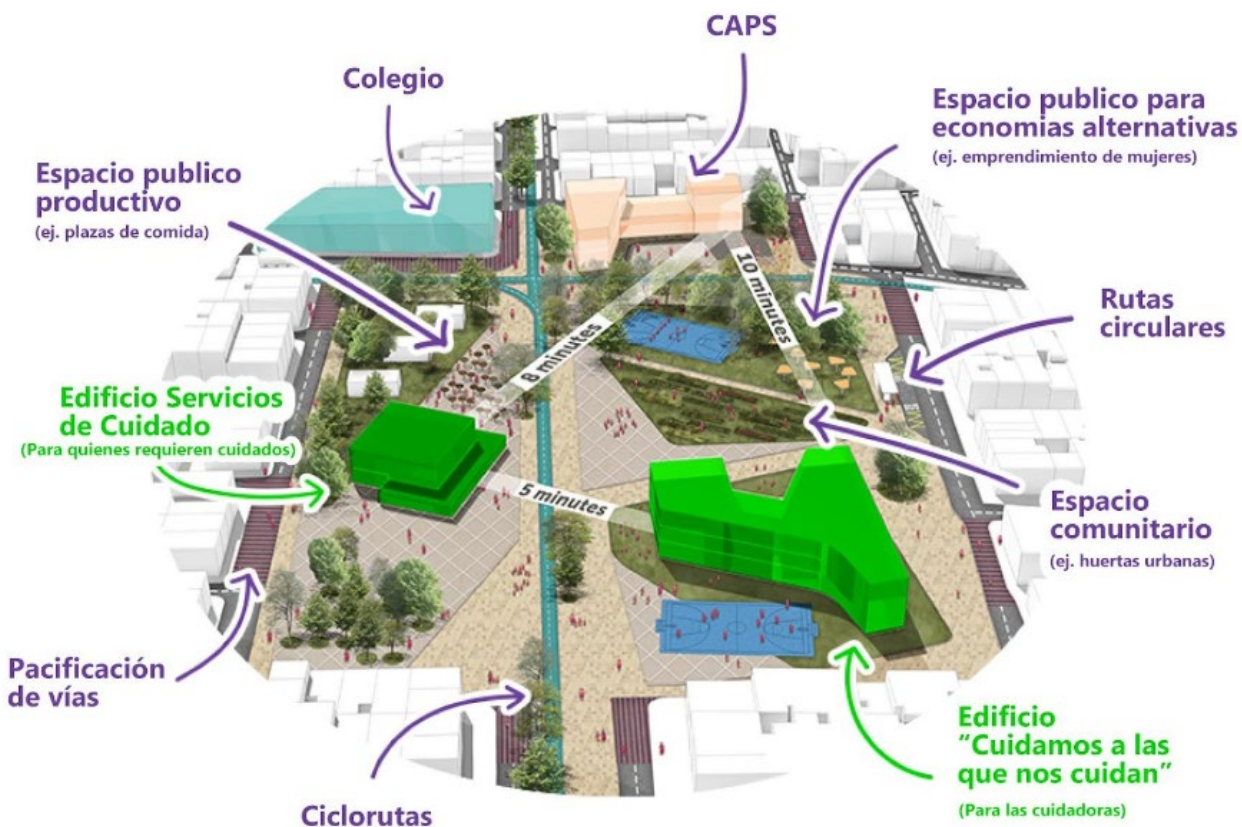 CAPS
Colegio
Espacio publico para
economias alternativas
(ej. emprendimiento de mujeres)
Espacio publico
productivo
(ej. plazas de comida)
10 minutes
8 minutes
Rutas
circulares
Edificio Servicios
de Cuidado
(Para quienes requieren cuidados)
BUS
5 minutes
Espacio
comunitario
(ej. huertas urbanas)
Pacificación
de vías
Edificio
"Cuidamos a las
que nos cuidan"
(Para las cuidadoras)
Ciclorutas